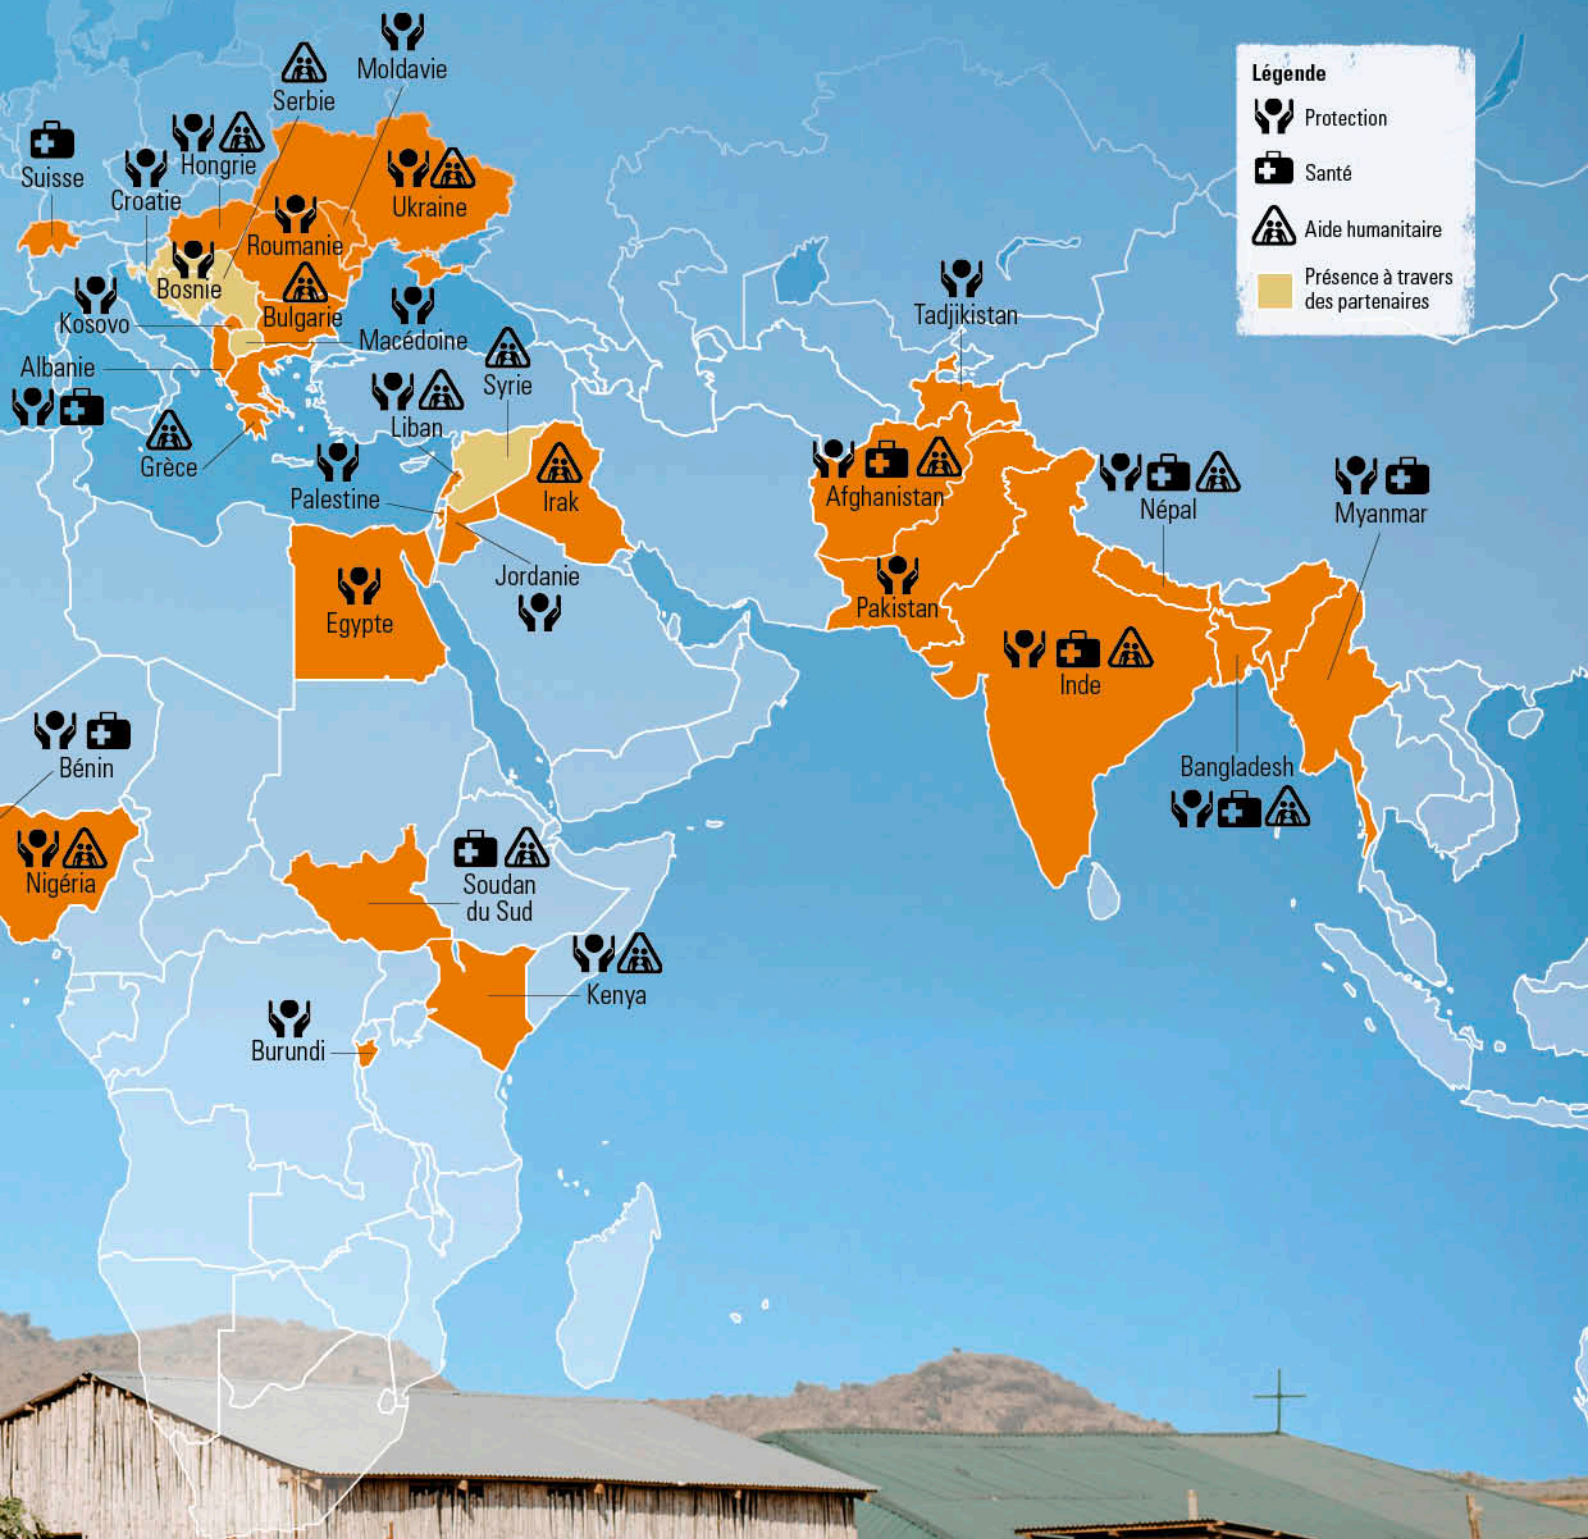 Moldavie
Serbie
Hongrie
Suisse
Croatie
Ukraine
Roumanie
Bosnie
Kosovo
Bulgarie
Macédoine
Albanie
Syrie
Liban
Grèce
Palestine
Irak
Jordanie
Egypte
Tadjikistan
Afghanistan
Pakistan
Népal
Myanmar
Inde
Bangladesh
Bénin
Nigéria
Soudan
du Sud
Kenya
Burundi
Légende
Protection
Santé
Aide humanitaire
Présence à travers
des partenaires